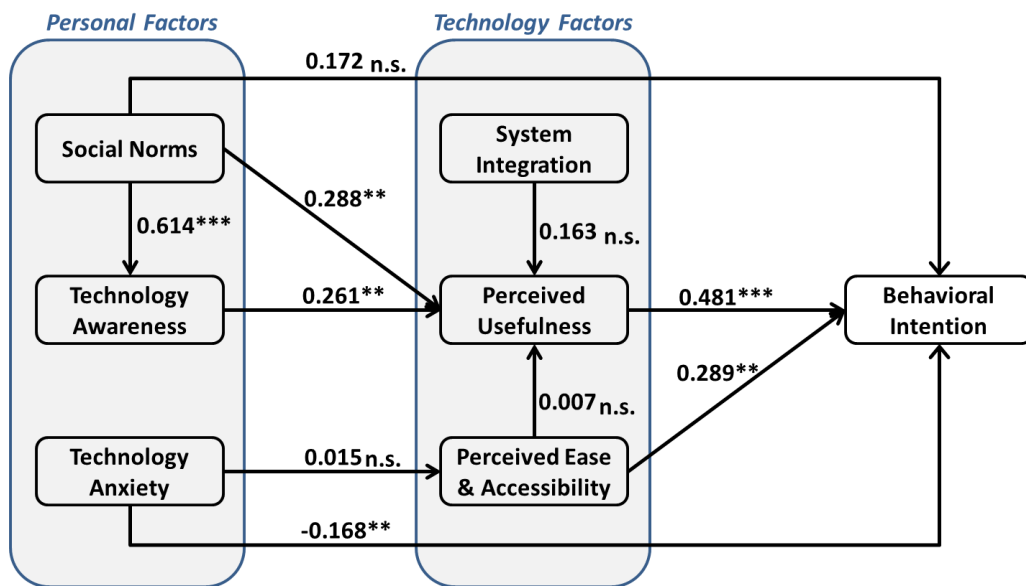 Personal Factors
Technology Factors
0.172 n.s.
Social Norms
System
Integration
0.288**
0.614***
0.163 n.s.
Technology
Awareness
0.261**
Perceived
Usefulness
0.481***
Behavioral
Intention
0.289**
0.007 n.s.
Technology
Anxiety
0.015 n.s.
Perceived Ease
& Accessibility
-0.168**